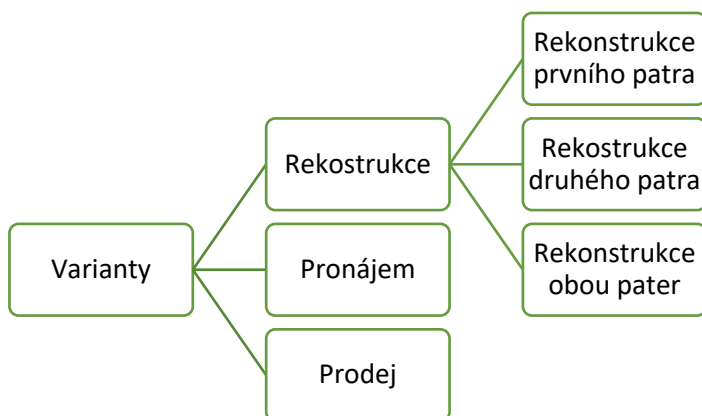 Varianty
Rekostrukce
Pronájem
Prodej
Rekonstrukce
prvního patra
Rekostrukce
druhého patra
Rekonstrukce
obou pater